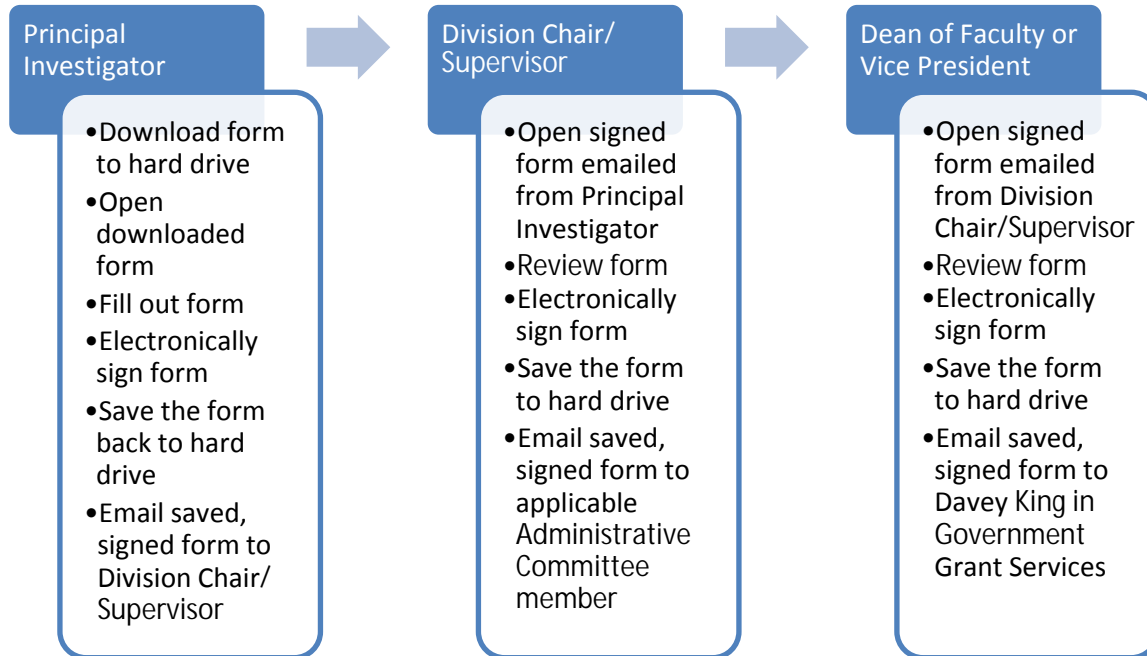 Principal
Investigator
•Download form
to hard drive
•Open
downloaded
form
•Fill out form
•Electronically
sign form
•Save the form
back to hard
drive
•Email saved,
signed form to
Division Chair/
Supervisor
Division Chair/
Supervisor
•Open signed
form emailed
from Principal
Investigator
•Review form
•Electronically
sign form
•Save the form
to hard drive
•Email saved,
signed form to
applicable
Administrative
Committee
member
Dean of Faculty or
Vice President
•Open signed
form emailed
from Division
Chair/Supervisor
•Review form
•Electronically
sign form
•Save the form
to hard drive
•Email saved,
signed form to
Davey King in
Government
Grant Services